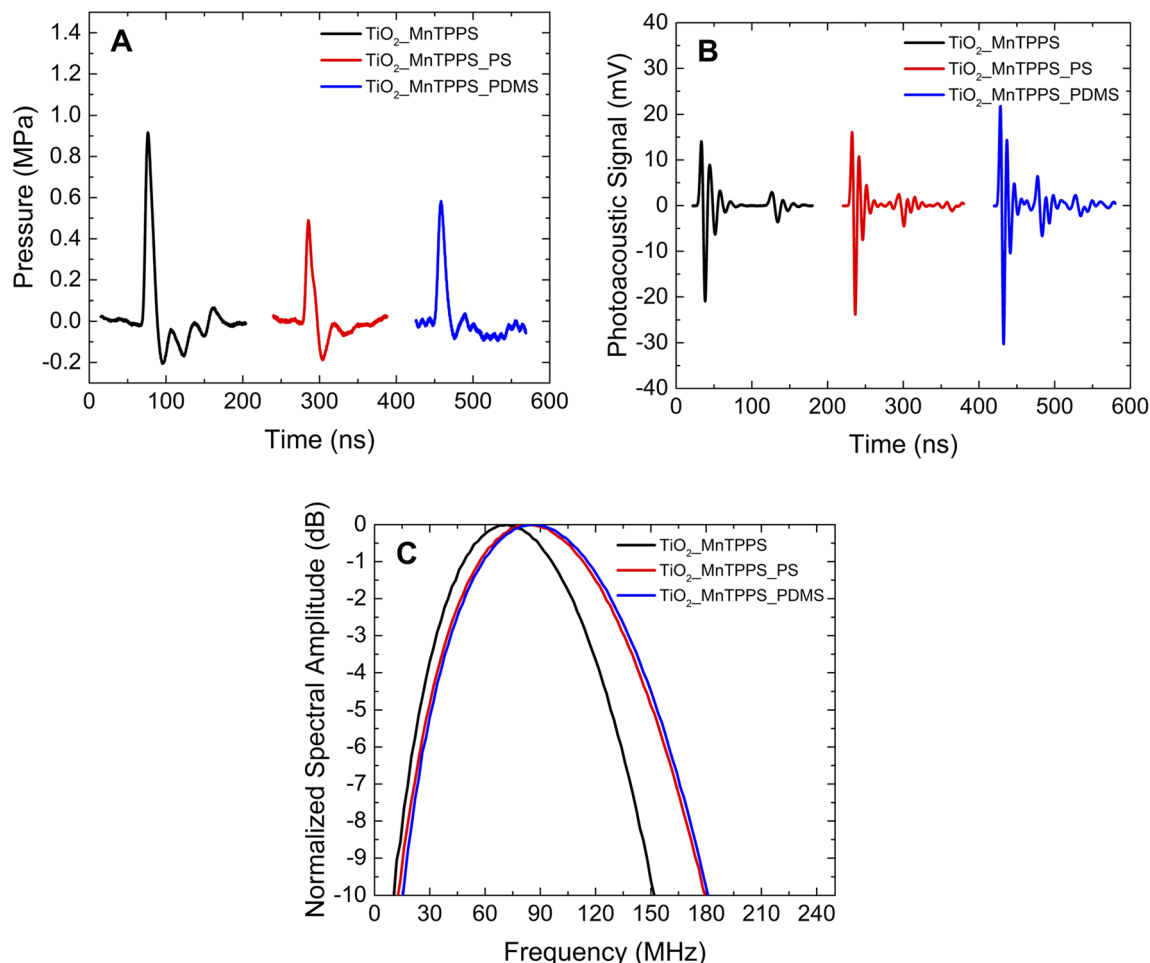 A
TiO₂_MnTPPS
TiO₂_MnTPPS_PS
TiO₂_MnTPPS_PDMS
1.4
1.2
1.0
0.8
0.6
0.4
0.2
0.0
-0.2
Pressure (MPa)
0 100 200 300 400 500 600
Time (ns)
B
TiO₂_MnTPPS
TiO₂_MnTPPS_PS
TiO₂_MnTPPS_PDMS
40
30
20
10
0
-10
-20
-30
-40
Photoacoustic Signal (mV)
0 100 200 300 400 500 600
Time (ns)
C
TiO₂_MnTPPS
TiO₂_MnTPPS_PS
TiO₂_MnTPPS_PDMS
0
-1
-2
-3
-4
-5
-6
-7
-8
-9
-10
Normalized Spectral Amplitude (dB)
0 30 60 90 120 150 180 210 240
Frequency (MHz)